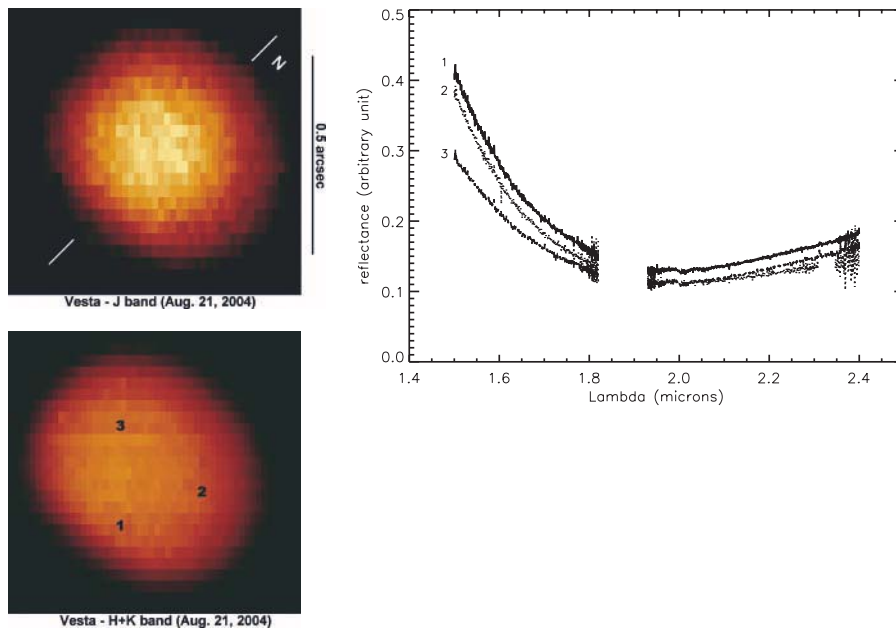 N
0.5 arcsec
Vesta - J band (Aug. 21, 2004)
3
2
1
Vesta - H+K band (Aug. 21, 2004)
0.5
0.4
0.3
0.2
0.1
0.0
reflectance (arbitrary unit)
1
2
3
1.4 1.6 1.8 2.0 2.2 2.4
Lambda (microns)